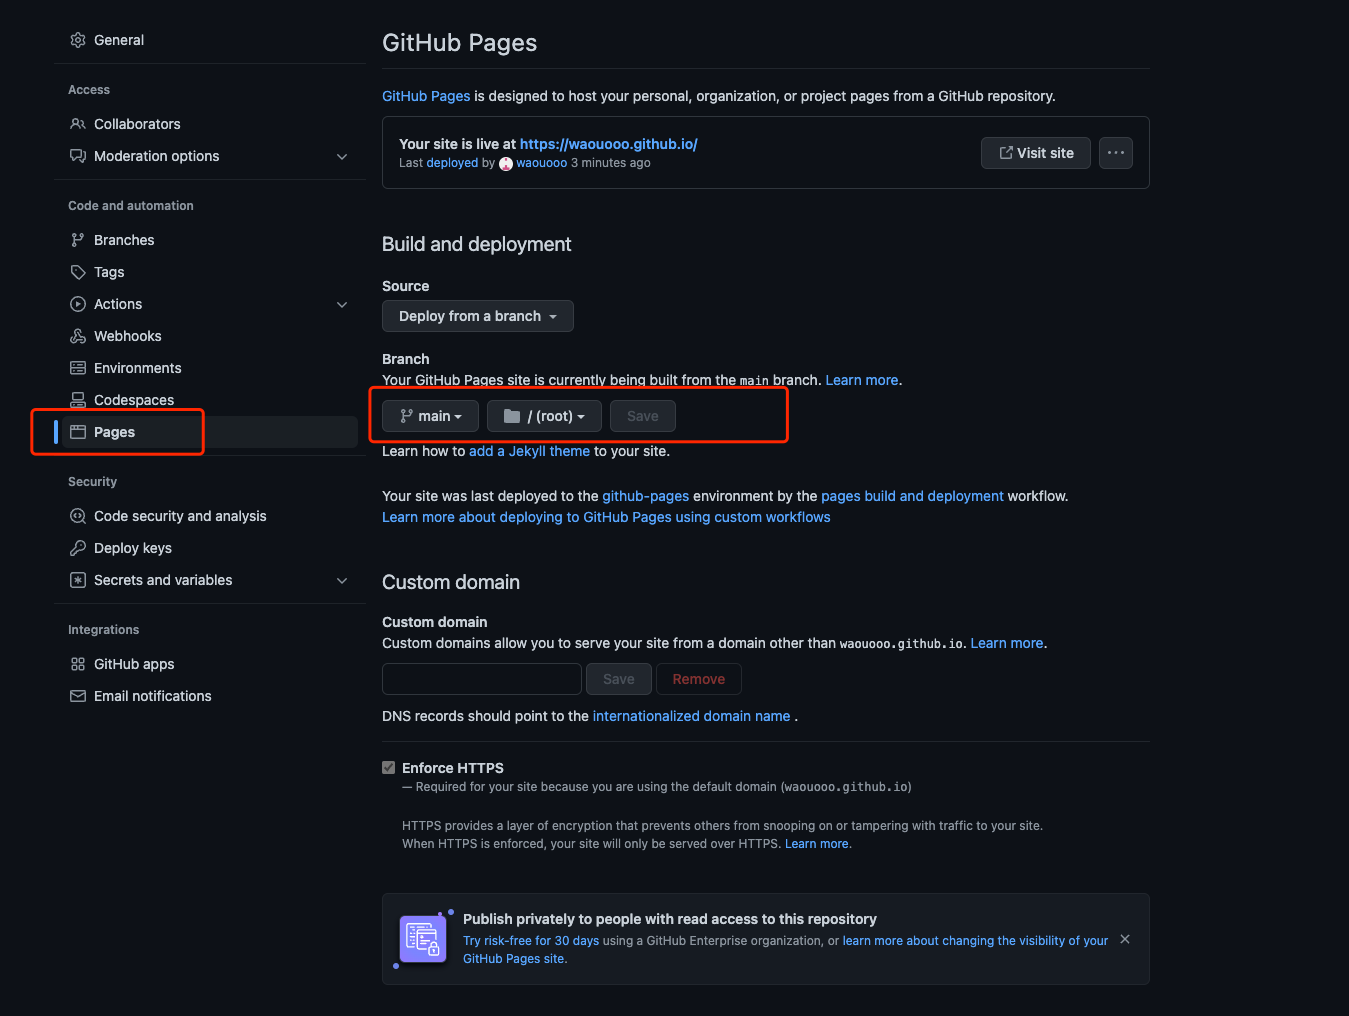 General
Access
Collaborators
Moderation options
Code and automation
Branches
Tags
Actions
Webhooks
Environments
Codespaces
Pages
Security
Code security and analysis
Deploy keys
Secrets and variables
Integrations
GitHub apps
Email notifications
GitHub Pages
GitHub Pages is designed to host your personal, organization, or project pages from a GitHub repository.
Your site is live at https://waouooo.github.io/
Last deployed by waouooo 3 minutes ago
Visit site
Build and deployment
Source
Deploy from a branch
Branch
Your GitHub Pages site is currently being built from the main branch. Learn more.
main / (root) Save
Learn how to add a Jekyll theme to your site.
Your site was last deployed to the github-pages environment by the pages build and deployment workflow.
Learn more about deploying to GitHub Pages using custom workflows
Custom domain
Custom domain
Custom domains allow you to serve your site from a domain other than waouooo.github.io. Learn more.
Save Remove
DNS records should point to the internationalized domain name .
Enforce HTTPS
— Required for your site because you are using the default domain (waouooo.github.io)
HTTPS provides a layer of encryption that prevents others from snooping on or tampering with traffic to your site.
When HTTPS is enforced, your site will only be served over HTTPS. Learn more.
Publish privately to people with read access to this repository
Try risk-free for 30 days using a GitHub Enterprise organization, or learn more about changing the visibility of your
GitHub Pages site.